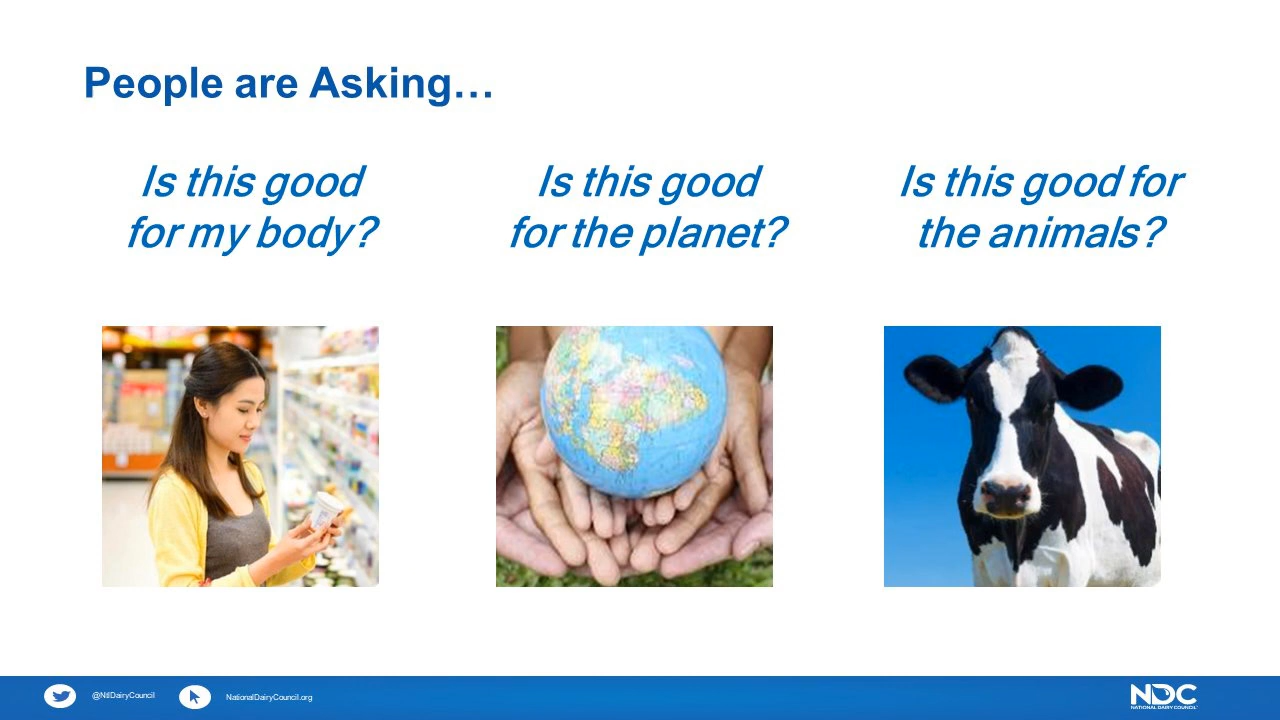 People are Asking…
Is this good
for my body?
Is this good
for the planet?
Is this good for
the animals?
@NtlDairyCouncil
NationalDairyCouncil.org
NDC
NATIONAL DAIRY COUNCIL